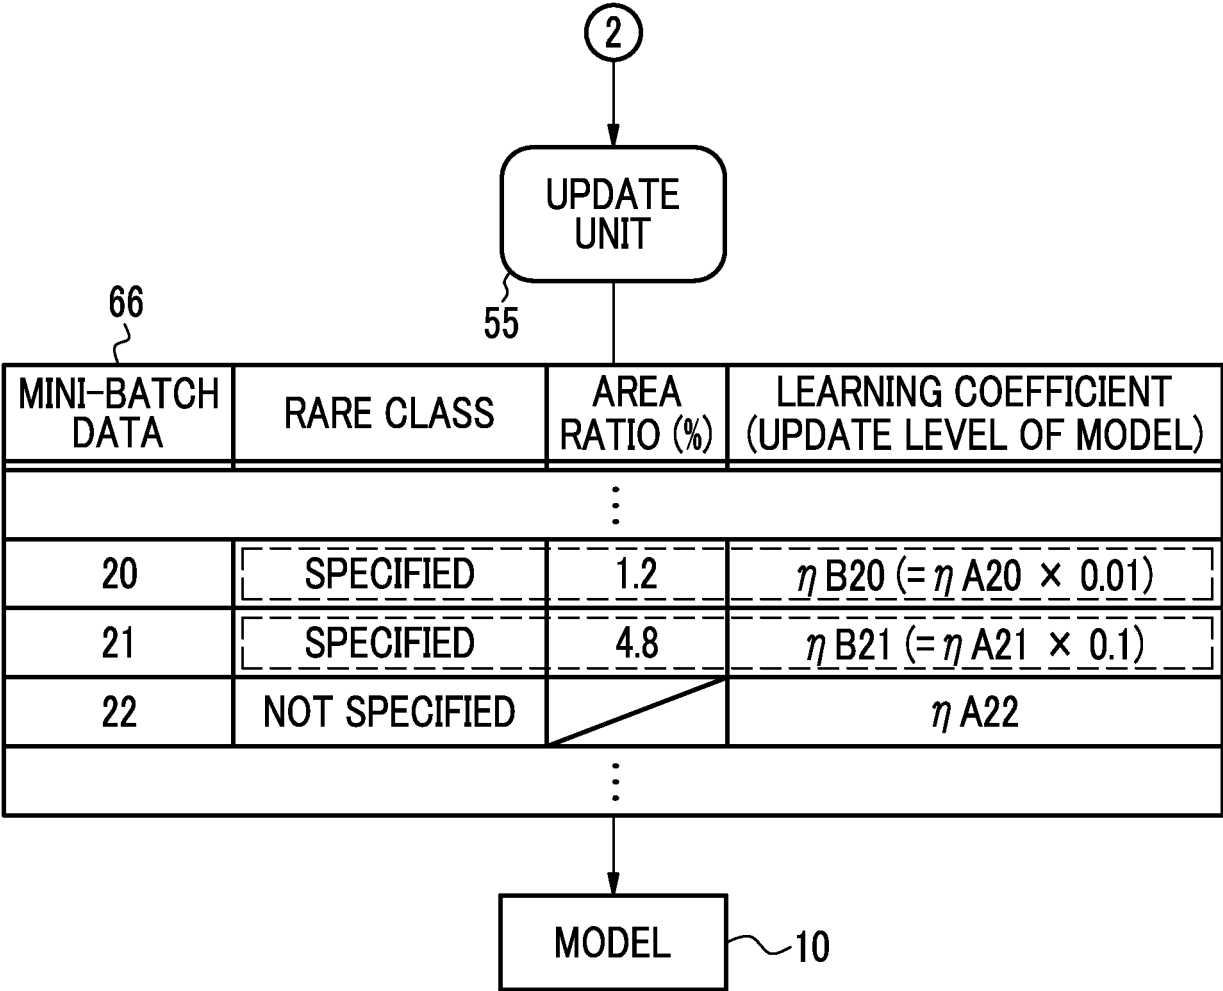 2
UPDATE
UNIT
55
66
MINI-BATCH DATA | RARE CLASS | AREA RATIO (%) | LEARNING COEFFICIENT (UPDATE LEVEL OF MODEL)
⋮
20 | SPECIFIED | 1.2 | η B20 (= η A20 × 0.01)
21 | SPECIFIED | 4.8 | η B21 (= η A21 × 0.1)
22 | NOT SPECIFIED | | η A22
⋮
MODEL
10